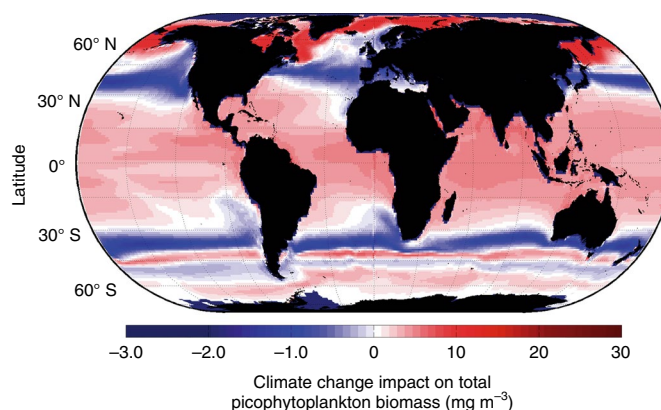 60° N
30° N
0°
30° S
60° S
Latitude
–3.0 –2.0 –1.0 0 10 20 30
Climate change impact on total
picophytoplankton biomass (mg m⁻³)